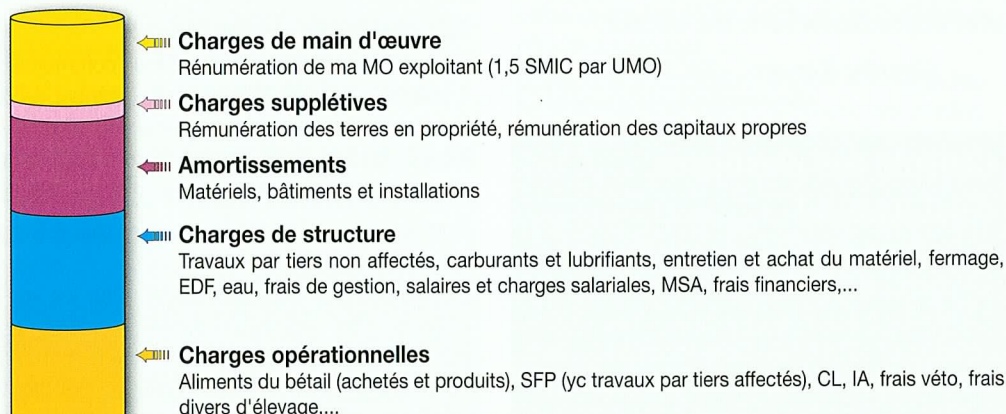 Charges de main d'œuvre
Rénumération de ma MO exploitant (1,5 SMIC par UMO)
Charges supplétives
Rémunération des terres en propriété, rémunération des capitaux propres
Amortissements
Matériels, bâtiments et installations
Charges de structure
Travaux par tiers non affectés, carburants et lubrifiants, entretien et achat du matériel, fermage,
EDF, eau, frais de gestion, salaires et charges salariales, MSA, frais financiers,...
Charges opérationnelles
Aliments du bétail (achetés et produits), SFP (yc travaux par tiers affectés), CL, IA, frais véto, frais
divers d'élevage,...